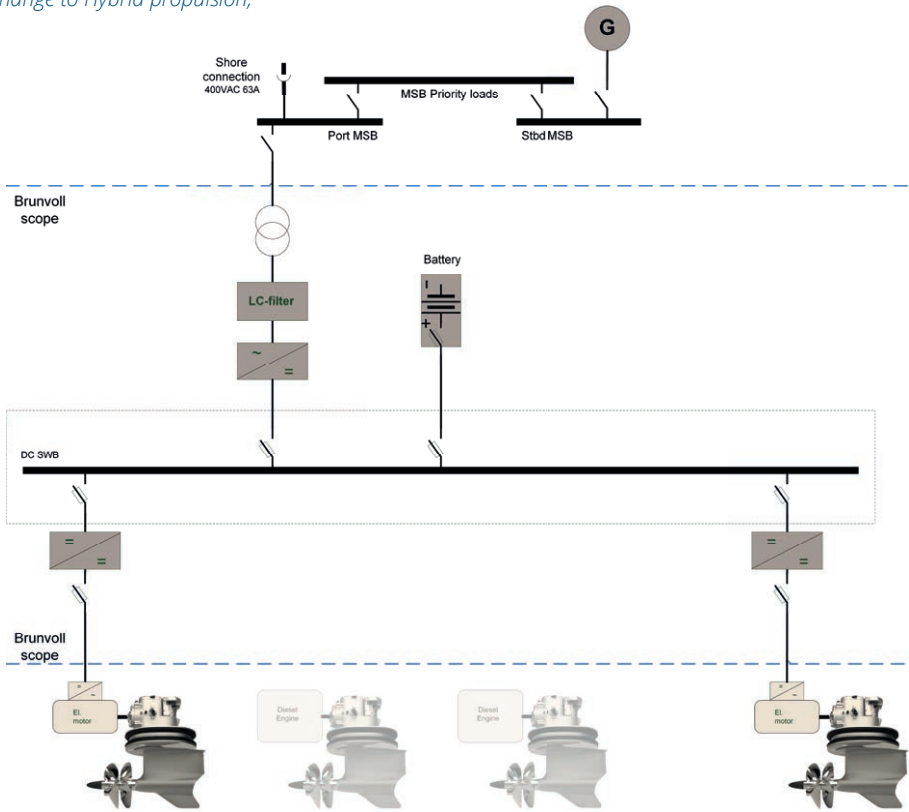 change to Hybrid propulsion,
G
Shore
connection
400VAC 63A
MSB Priority loads
Port MSB
Stbd MSB
Brunvoll
scope
Battery
LC-filter
~
=
+
DC SWB
=
=
=
=
Brunvoll
scope
=
~
El.
motor
Diesel
Engine
Diesel
Engine
=
~
El.
motor